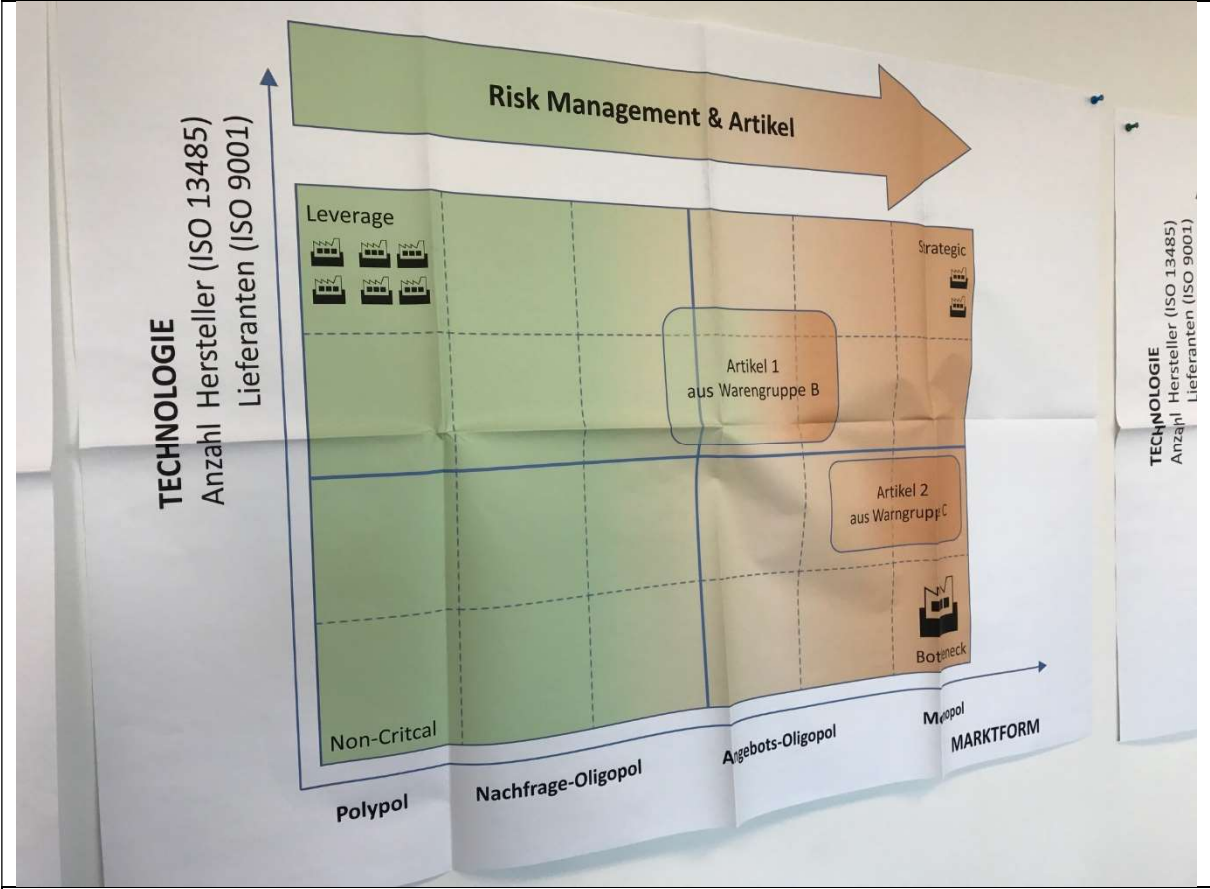 Risk Management & Artikel
TECHNOLOGIE
Anzahl Hersteller (ISO 13485)
Lieferanten (ISO 9001)
Leverage
Strategic
Artikel 1
aus Warengruppe B
Artikel 2
aus Warngruppe C
Non-Critcal
Polypol
Nachfrage-Oligopol
Angebots-Oligopol
MARKTFORM
TECHNOLOGIE
Anzahl Hersteller (ISO 13485)
Lieferanten (ISO 9001)